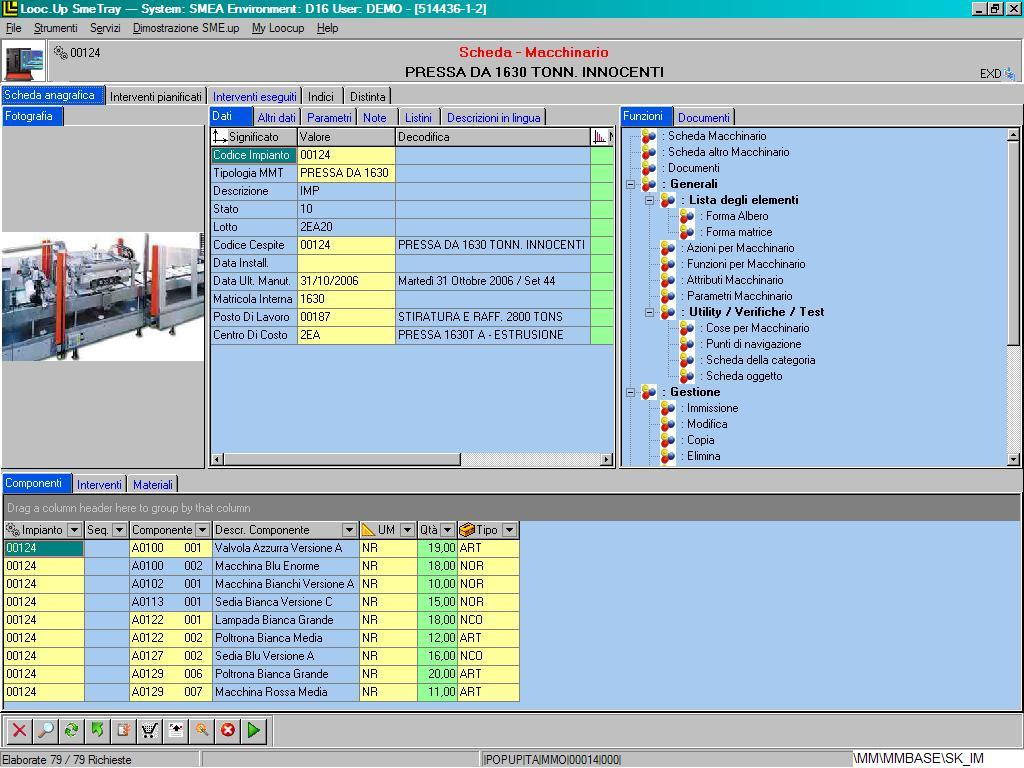 Looc.Up SmeTray — System: SMEA Environment: D16 User: DEMO - [514436-1-2]
File Strumenti Servizi Dimostrazione SME.up My Loocup Help
00124
Scheda - Macchinario
PRESSA DA 1630 TONN. INNOCENTI
EXD
Scheda anagrafica Interventi pianificati Interventi eseguiti Indici Distinta
Fotografia
Dati Altri dati Parametri Note Listini Descrizioni in lingua
Significato Valore Decodifica
Codice Impianto 00124
Tipologia MMT PRESSA DA 1630
Descrizione IMP
Stato 10
Lotto 2EA20
Codice Cespite 00124 PRESSA DA 1630 TONN. INNOCENTI
Data Install.
Data Ult. Manut. 31/10/2006 Martedì 31 Ottobre 2006 / Set 44
Matricola Interna 1630
Posto Di Lavoro 00187 STIRATURA E RAFF. 2800 TONS
Centro Di Costo 2EA PRESSA 1630T A - ESTRUSIONE
Funzioni Documenti
: Scheda Macchinario
: Scheda altro Macchinario
: Documenti
: Generali
: Lista degli elementi
: Forma Albero
: Forma matrice
: Azioni per Macchinario
: Funzioni per Macchinario
: Attributi Macchinario
: Parametri Macchinario
: Utility / Verifiche / Test
: Cose per Macchinario
: Punti di navigazione
: Scheda della categoria
: Scheda oggetto
: Gestione
: Immissione
: Modifica
: Copia
: Elimina
Componenti Interventi Materiali
Drag a column header here to group by that column
Impianto Seq. Componente Descr. Componente UM Qtà Tipo
00124 A0100 001 Valvola Azzurra Versione A NR 19,00 ART
00124 A0100 002 Macchina Blu Enorme NR 18,00 NOR
00124 A0102 001 Macchina Bianchi Versione A NR 10,00 NOR
00124 A0113 001 Sedia Bianca Versione C NR 15,00 NOR
00124 A0122 001 Lampada Bianca Grande NR 18,00 NCO
00124 A0122 002 Poltrona Bianca Media NR 12,00 ART
00124 A0127 002 Sedia Blu Versione A NR 16,00 NCO
00124 A0129 006 Poltrona Bianca Grande NR 20,00 ART
00124 A0129 007 Macchina Rossa Media NR 11,00 ART
Elaborate 79 / 79 Richieste |POPUP|TA|MMO|00014|000| \MM\MMBASE\SK_IM